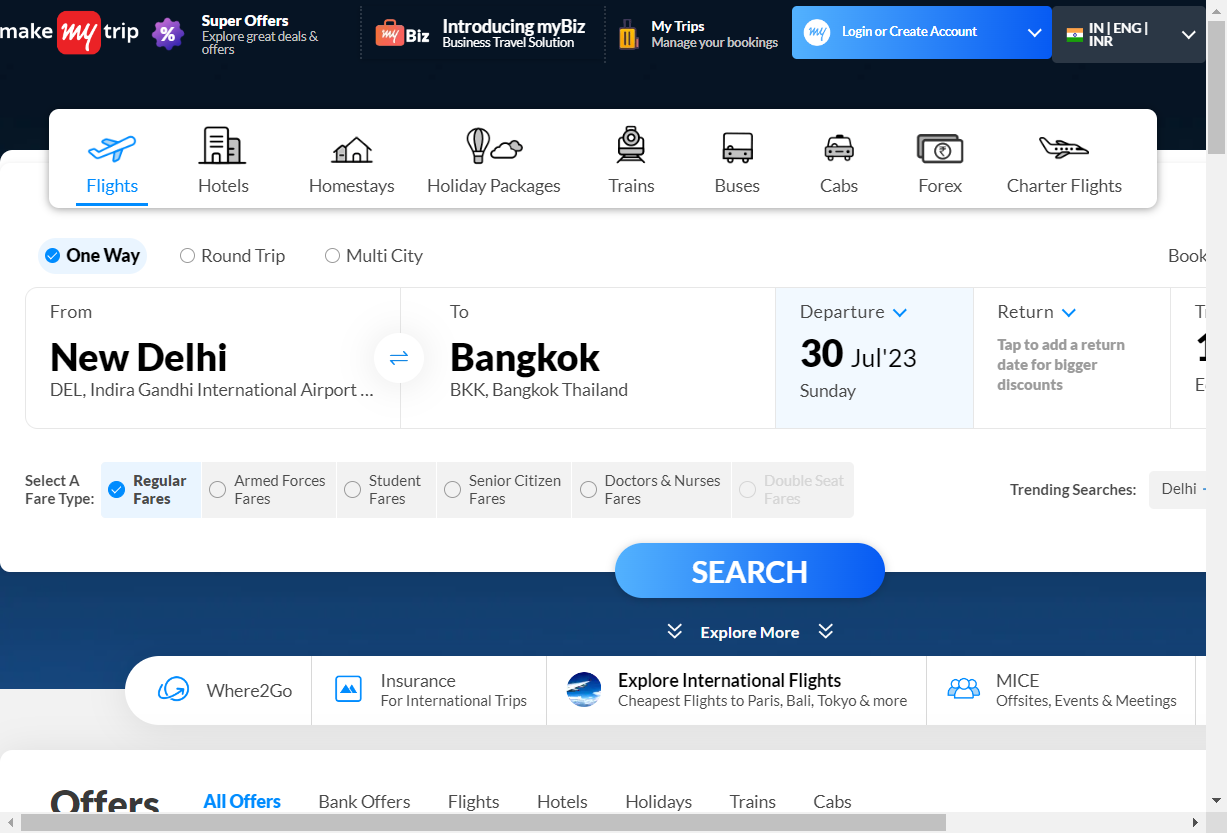 make my trip
%
Super Offers
Explore great deals &
offers
my Biz
Introducing myBiz
Business Travel Solution
My Trips
Manage your bookings
my
Login or Create Account
IN | ENG |
INR
Flights
Hotels
Homestays
Holiday Packages
Trains
Buses
Cabs
Forex
Charter Flights
One Way
Round Trip
Multi City
Book
From
New Delhi
DEL, Indira Gandhi International Airport ...
To
Bangkok
BKK, Bangkok Thailand
Departure
30 Jul'23
Sunday
Return
Tap to add a return
date for bigger
discounts
Select A
Fare Type:
Regular
Fares
Armed Forces
Fares
Student
Fares
Senior Citizen
Fares
Doctors & Nurses
Fares
Double Seat
Fares
Trending Searches:
Delhi
SEARCH
Explore More
Where2Go
Insurance
For International Trips
Explore International Flights
Cheapest Flights to Paris, Bali, Tokyo & more
MICE
Offsites, Events & Meetings
Offers
All Offers
Bank Offers
Flights
Hotels
Holidays
Trains
Cabs